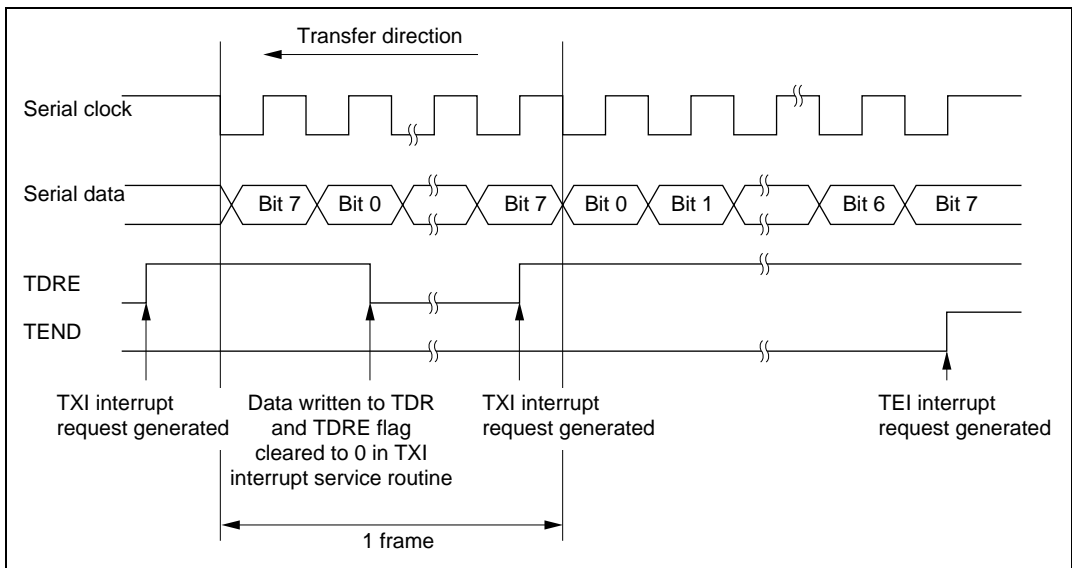 Transfer direction
Serial clock
Serial data
Bit 7
Bit 0
Bit 7
Bit 0
Bit 1
Bit 6
Bit 7
TDRE
TEND
TXI interrupt
request generated
Data written to TDR
and TDRE flag
cleared to 0 in TXI
interrupt service routine
TXI interrupt
request generated
TEI interrupt
request generated
1 frame